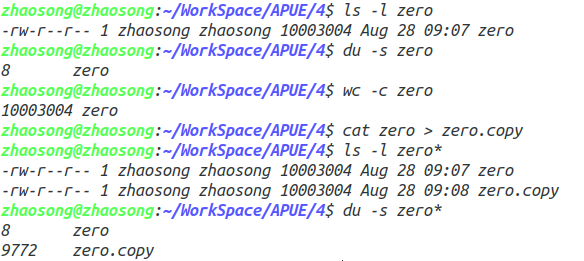 zhaosong@zhaosong:~/WorkSpace/APUE/4$ ls -l zero
-rw-r--r-- 1 zhaosong zhaosong 10003004 Aug 28 09:07 zero
zhaosong@zhaosong:~/WorkSpace/APUE/4$ du -s zero
8       zero
zhaosong@zhaosong:~/WorkSpace/APUE/4$ wc -c zero
10003004 zero
zhaosong@zhaosong:~/WorkSpace/APUE/4$ cat zero > zero.copy
zhaosong@zhaosong:~/WorkSpace/APUE/4$ ls -l zero*
-rw-r--r-- 1 zhaosong zhaosong 10003004 Aug 28 09:07 zero
-rw-r--r-- 1 zhaosong zhaosong 10003004 Aug 28 09:08 zero.copy
zhaosong@zhaosong:~/WorkSpace/APUE/4$ du -s zero*
8       zero
9772    zero.copy